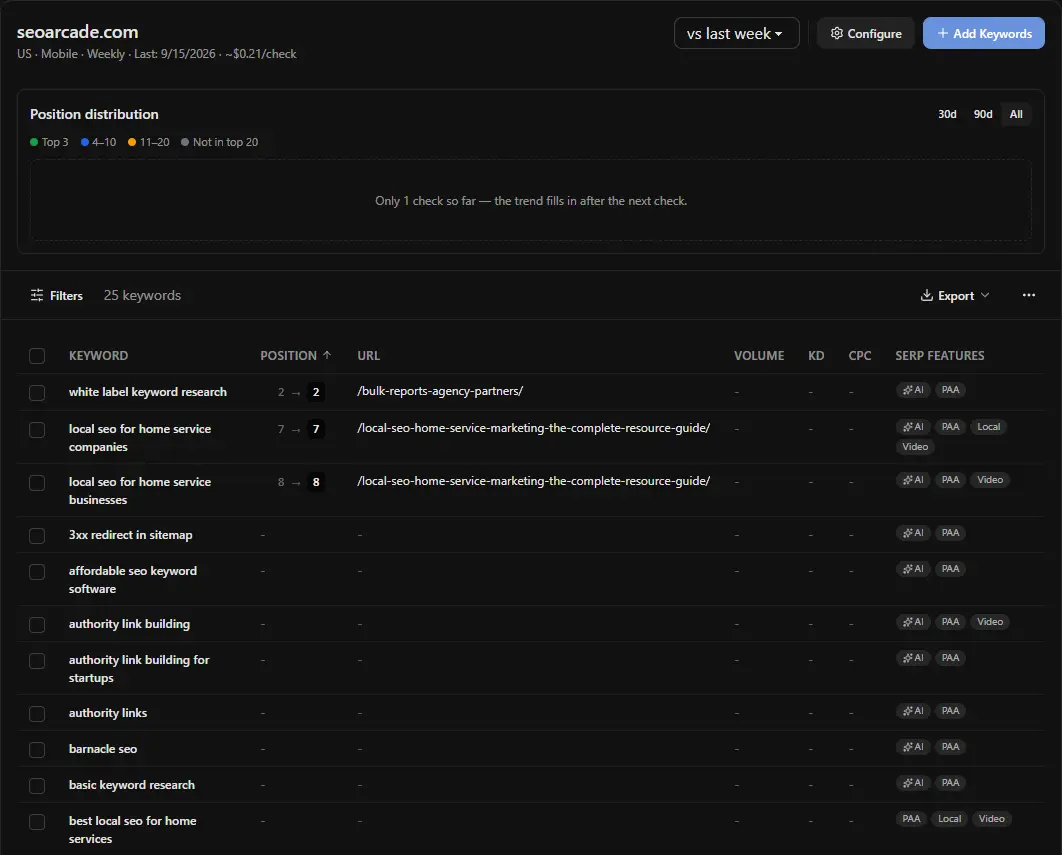 seoarcade.com
US · Mobile · Weekly · Last: 9/15/2026 · ~$0.21/check
vs last week
Configure
+ Add Keywords
Position distribution
30d 90d All
Top 3 4–10 11–20 Not in top 20
Only 1 check so far — the trend fills in after the next check.
Filters 25 keywords
Export
KEYWORD POSITION ↑ URL VOLUME KD CPC SERP FEATURES
white label keyword research 2 → 2 /bulk-reports-agency-partners/ - - - AI PAA
local seo for home service 7 → 7 /local-seo-home-service-marketing-the-complete-resource-guide/ - - - AI PAA Local
companies Video
local seo for home service 8 → 8 /local-seo-home-service-marketing-the-complete-resource-guide/ - - - AI PAA Video
businesses
3xx redirect in sitemap - - - - - AI PAA
affordable seo keyword - - - - - AI PAA
software
authority link building - - - - - AI PAA Video
authority link building for - - - - - AI PAA
startups
authority links - - - - - AI PAA
barnacle seo - - - - - AI PAA
basic keyword research - - - - - AI PAA
best local seo for home - - - - - PAA Local Video
services